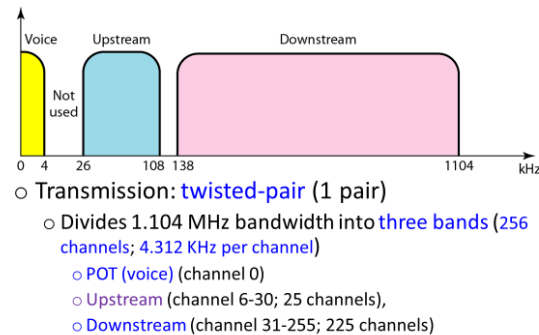 Voice Upstream Downstream
Not
used
0 4 26 108 138 1104 kHz
○ Transmission: twisted-pair (1 pair)
○ Divides 1.104 MHz bandwidth into three bands (256
channels; 4.312 KHz per channel)
○ POT (voice) (channel 0)
○ Upstream (channel 6-30; 25 channels),
○ Downstream (channel 31-255; 225 channels)